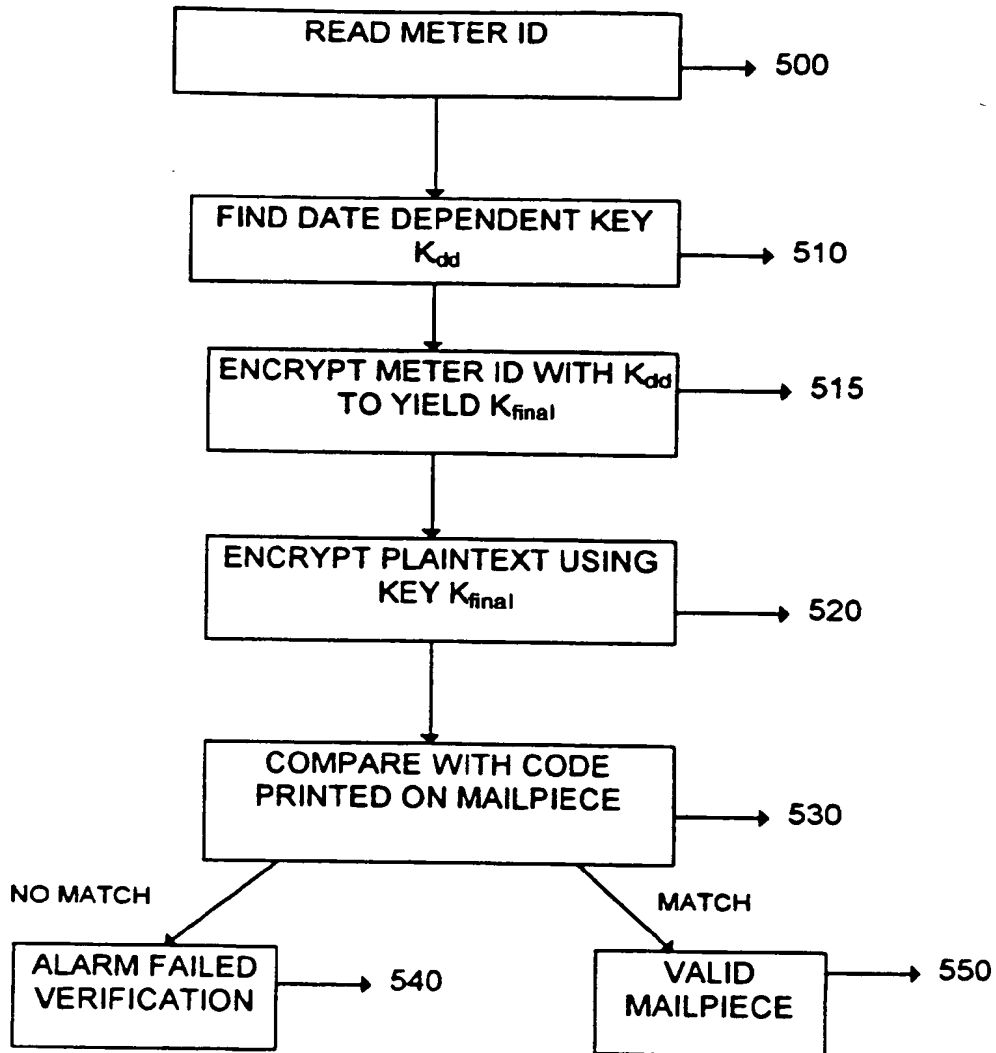 READ METER ID
500
FIND DATE DEPENDENT KEY
Kdd
510
ENCRYPT METER ID WITH Kdd
TO YIELD Kfinal
515
ENCRYPT PLAINTEXT USING
KEY Kfinal
520
COMPARE WITH CODE
PRINTED ON MAILPIECE
530
NO MATCH
MATCH
ALARM FAILED
VERIFICATION
540
VALID
MAILPIECE
550